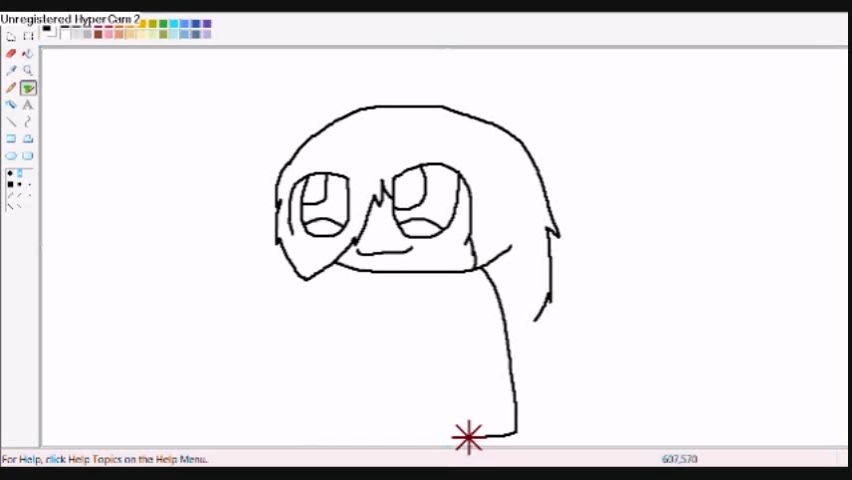 Unregistered HyperCam 2
A
For Help, click Help Topics on the Help Menu.
607,570